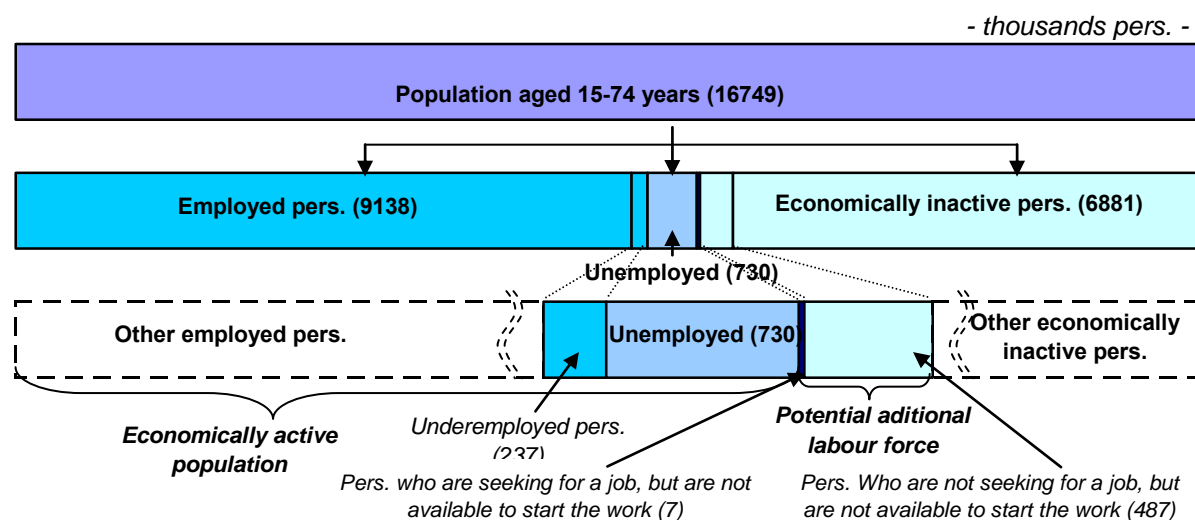 - thousands pers. -
Population aged 15-74 years (16749)
Employed pers. (9138)
Economically inactive pers. (6881)
Unemployed (730)
Other employed pers.
Unemployed (730)
Other economically
inactive pers.
Economically active
population
Underemployed pers.
(237)
Potential aditional
labour force
Pers. who are seeking for a job, but are not
available to start the work (7)
Pers. Who are not seeking for a job, but
are not available to start the work (487)